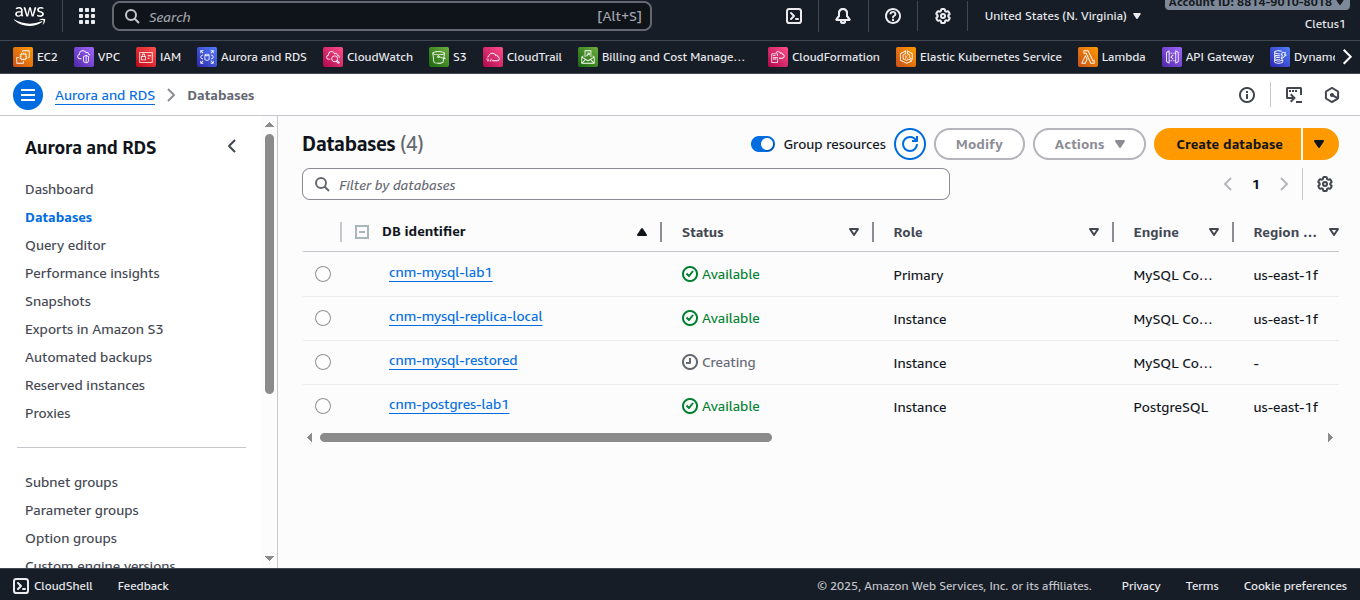 aws
Search [Alt+S] United States (N. Virginia) Account ID: 8814-9010-8018
Cletus1
EC2 VPC IAM Aurora and RDS CloudWatch S3 CloudTrail Billing and Cost Manage... CloudFormation Elastic Kubernetes Service Lambda API Gateway Dynam
Aurora and RDS Databases
Aurora and RDS
Dashboard
Databases
Query editor
Performance insights
Snapshots
Exports in Amazon S3
Automated backups
Reserved instances
Proxies
Subnet groups
Parameter groups
Option groups
Custom engine versions
Databases (4) Group resources Modify Actions Create database
Filter by databases 1
DB identifier Status Role Engine Region ...
cnm-mysql-lab1 Available Primary MySQL Co... us-east-1f
cnm-mysql-replica-local Available Instance MySQL Co... us-east-1f
cnm-mysql-restored Creating Instance MySQL Co... -
cnm-postgres-lab1 Available Instance PostgreSQL us-east-1f
CloudShell Feedback © 2025, Amazon Web Services, Inc. or its affiliates. Privacy Terms Cookie preferences